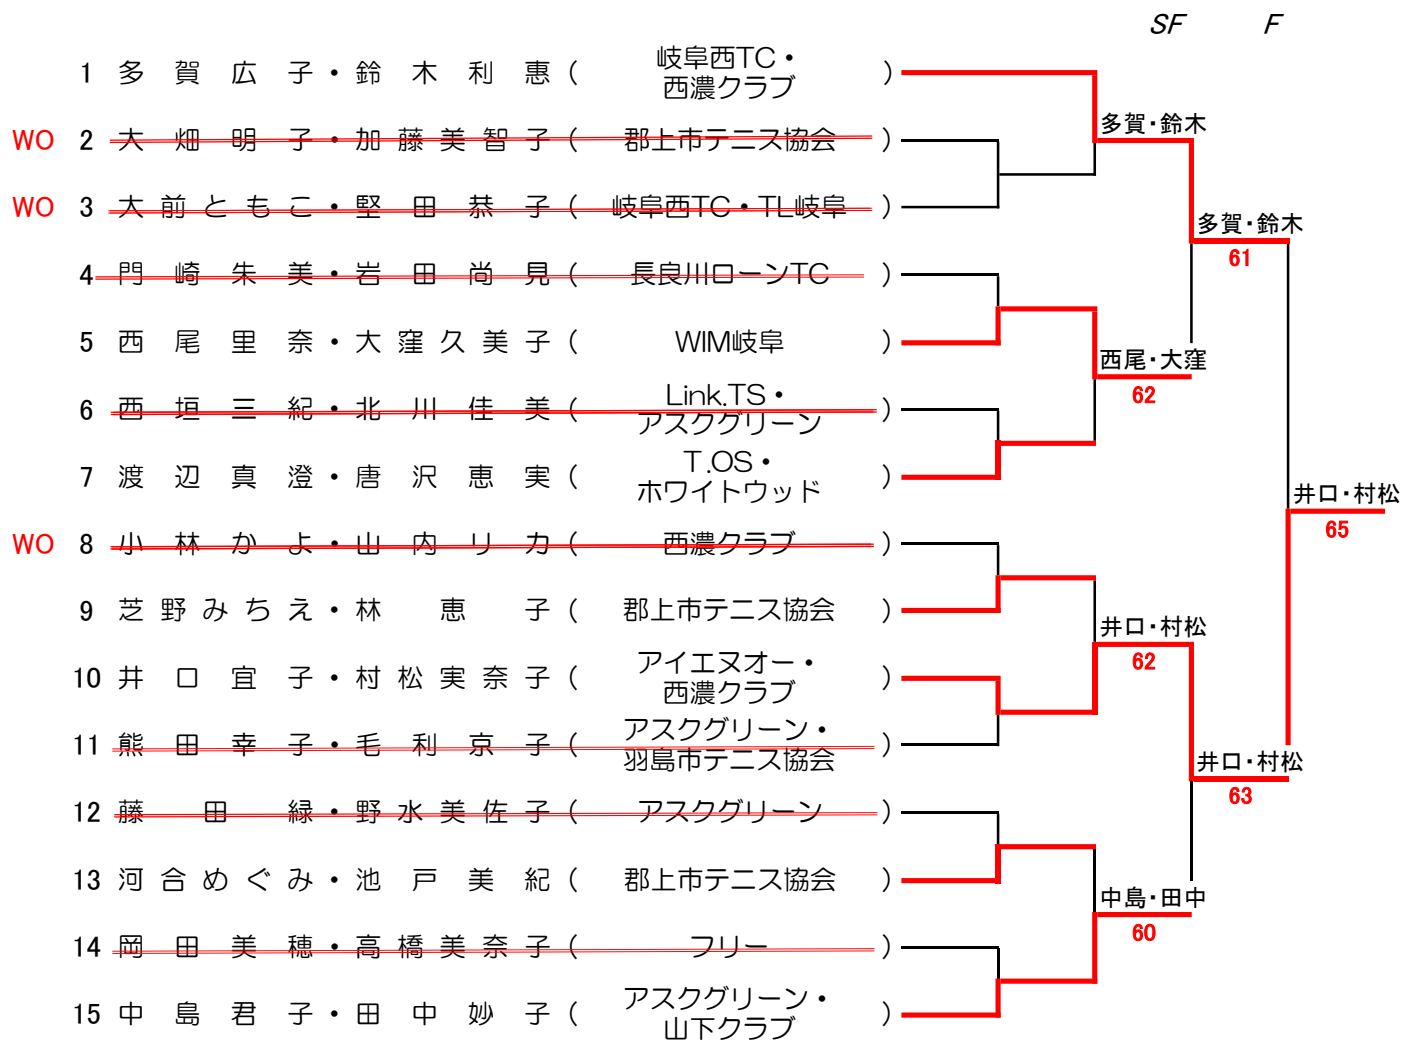 SF F
1 多賀広子・鈴木利惠(岐阜西TC・
西濃クラブ)
多賀・鈴木
WO 2 大畑明子・加藤美智子(郡上市テニス協会)
WO 3 大前ともこ・堅田恭子(岐阜西TC・TL岐阜)
多賀・鈴木
61
4 門崎朱美・岩田尚見(長良川ローンTC)
5 西尾里奈・大窪久美子(WIM岐阜)
西尾・大窪
62
6 西垣三紀・北川佳美(Link.TS・
アスクグリーン)
7 渡辺真澄・唐沢恵実(T.OS・
ホワイトウッド)
井口・村松
65
WO 8 小林かよ・山内リカ(西濃クラブ)
9 芝野みちえ・林恵子(郡上市テニス協会)
井口・村松
62
10 井口宜子・村松実奈子(アイエヌオー・
西濃クラブ)
11 熊田幸子・毛利京子(アスクグリーン・
羽島市テニス協会)
井口・村松
63
12 藤田緑・野水美佐子(アスクグリーン)
13 河合めぐみ・池戸美紀(郡上市テニス協会)
中島・田中
60
14 岡田美穂・高橋美奈子(フリー)
15 中島君子・田中妙子(アスクグリーン・
山下クラブ)